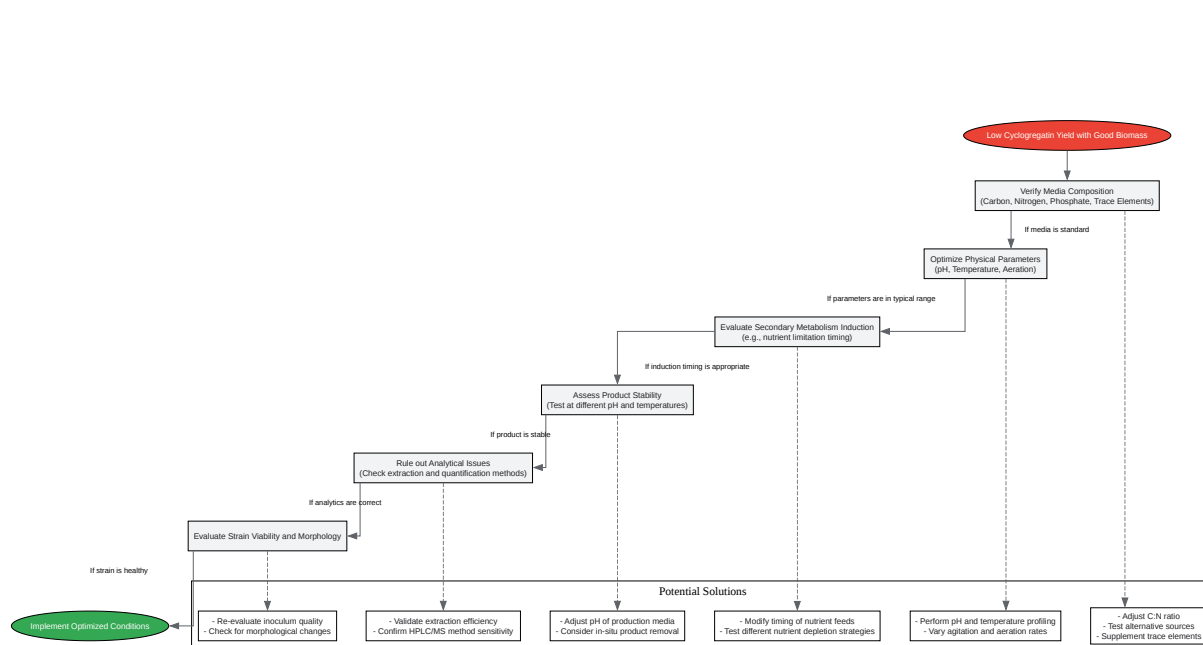 Low Cyclogregatin Yield with Good Biomass
Verify Media Composition
(Carbon, Nitrogen, Phosphate, Trace Elements)
If media is standard
Optimize Physical Parameters
(pH, Temperature, Aeration)
If parameters are in typical range
Evaluate Secondary Metabolism Induction
(e.g., nutrient limitation timing)
If induction timing is appropriate
Assess Product Stability
(Test at different pH and temperatures)
If product is stable
Rule out Analytical Issues
(Check extraction and quantification methods)
If analytics are correct
Evaluate Strain Viability and Morphology
If strain is healthy
Implement Optimized Conditions
Potential Solutions
- Re-evaluate inoculum quality
- Check for morphological changes
- Validate extraction efficiency
- Confirm HPLC/MS method sensitivity
- Adjust pH of production media
- Consider in-situ product removal
- Modify timing of nutrient feeds
- Test different nutrient depletion strategies
- Perform pH and temperature profiling
- Vary agitation and aeration rates
- Adjust C:N ratio
- Test alternative sources
- Supplement trace elements